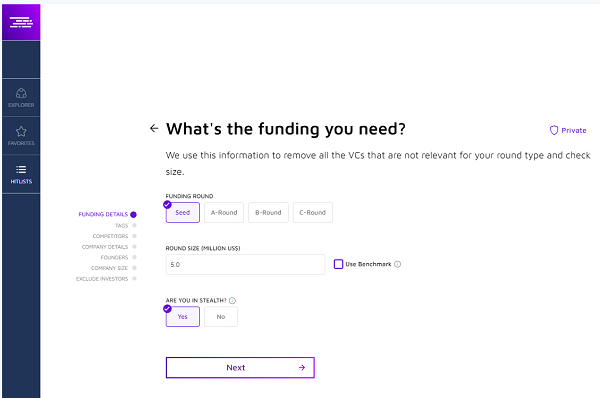 EXPLORER
FAVORITES
HITLISTS
What's the funding you need?
Private
We use this information to remove all the VCs that are not relevant for your round type and check
size.
FUNDING DETAILS
TAGS
COMPETITORS
COMPANY DETAILS
FOUNDERS
COMPANY SIZE
EXCLUDE INVESTORS
FUNDING ROUND
Seed A-Round B-Round C-Round
ROUND SIZE (MILLION US$)
5.0
Use Benchmark
ARE YOU IN STEALTH?
Yes No
Next